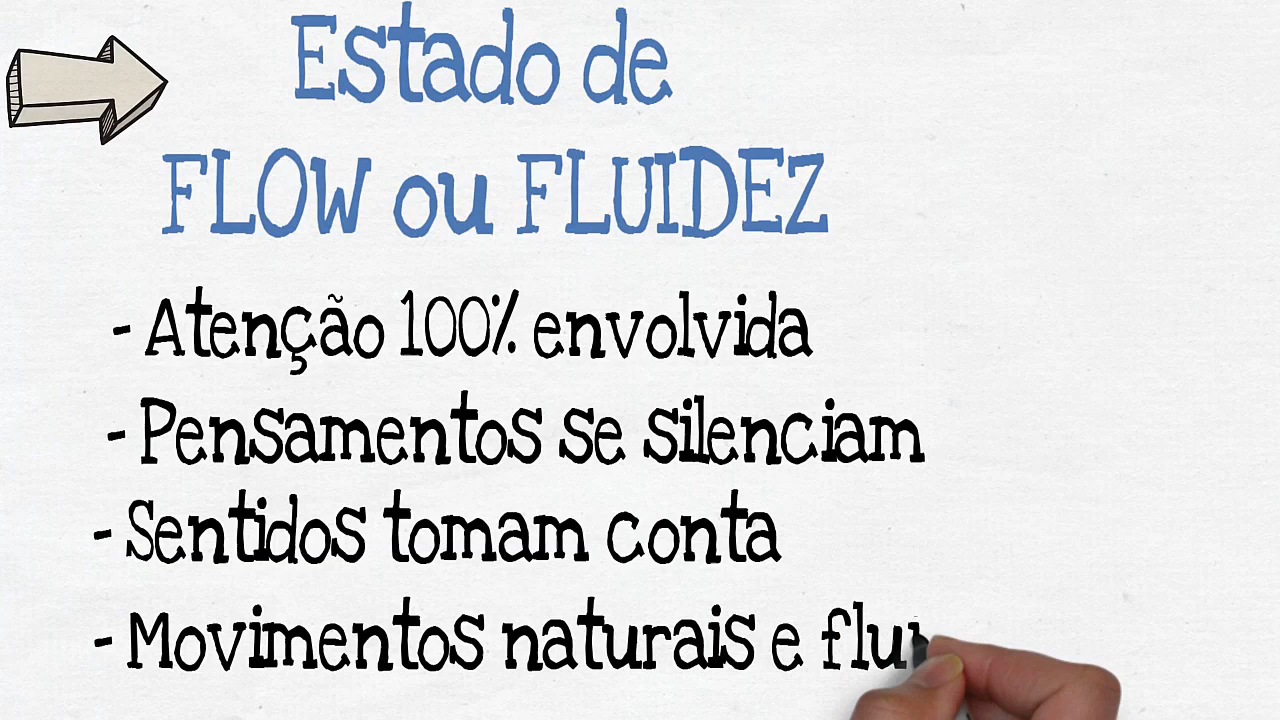 Estado de
FLOW ou FLUIDEZ
- Atenção 100% envolvida
- Pensamentos se silenciam
- Sentidos tomam conta
- Movimentos naturais e